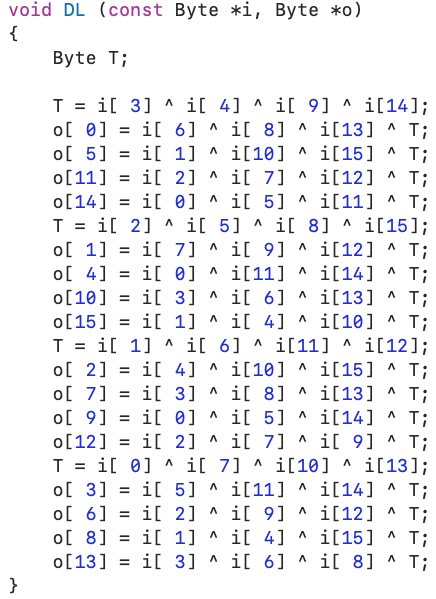 void DL (const Byte *i, Byte *o)
{
    Byte T;

    T = i[ 3] ^ i[ 4] ^ i[ 9] ^ i[14];
    o[ 0] = i[ 6] ^ i[ 8] ^ i[13] ^ T;
    o[ 5] = i[ 1] ^ i[10] ^ i[15] ^ T;
    o[11] = i[ 2] ^ i[ 7] ^ i[12] ^ T;
    o[14] = i[ 0] ^ i[ 5] ^ i[11] ^ T;
    T = i[ 2] ^ i[ 5] ^ i[ 8] ^ i[15];
    o[ 1] = i[ 7] ^ i[ 9] ^ i[12] ^ T;
    o[ 4] = i[ 0] ^ i[11] ^ i[14] ^ T;
    o[10] = i[ 3] ^ i[ 6] ^ i[13] ^ T;
    o[15] = i[ 1] ^ i[ 4] ^ i[10] ^ T;
    T = i[ 1] ^ i[ 6] ^ i[11] ^ i[12];
    o[ 2] = i[ 4] ^ i[10] ^ i[15] ^ T;
    o[ 7] = i[ 3] ^ i[ 8] ^ i[13] ^ T;
    o[ 9] = i[ 0] ^ i[ 5] ^ i[14] ^ T;
    o[12] = i[ 2] ^ i[ 7] ^ i[ 9] ^ T;
    T = i[ 0] ^ i[ 7] ^ i[10] ^ i[13];
    o[ 3] = i[ 5] ^ i[11] ^ i[14] ^ T;
    o[ 6] = i[ 2] ^ i[ 9] ^ i[12] ^ T;
    o[ 8] = i[ 1] ^ i[ 4] ^ i[15] ^ T;
    o[13] = i[ 3] ^ i[ 6] ^ i[ 8] ^ T;
}